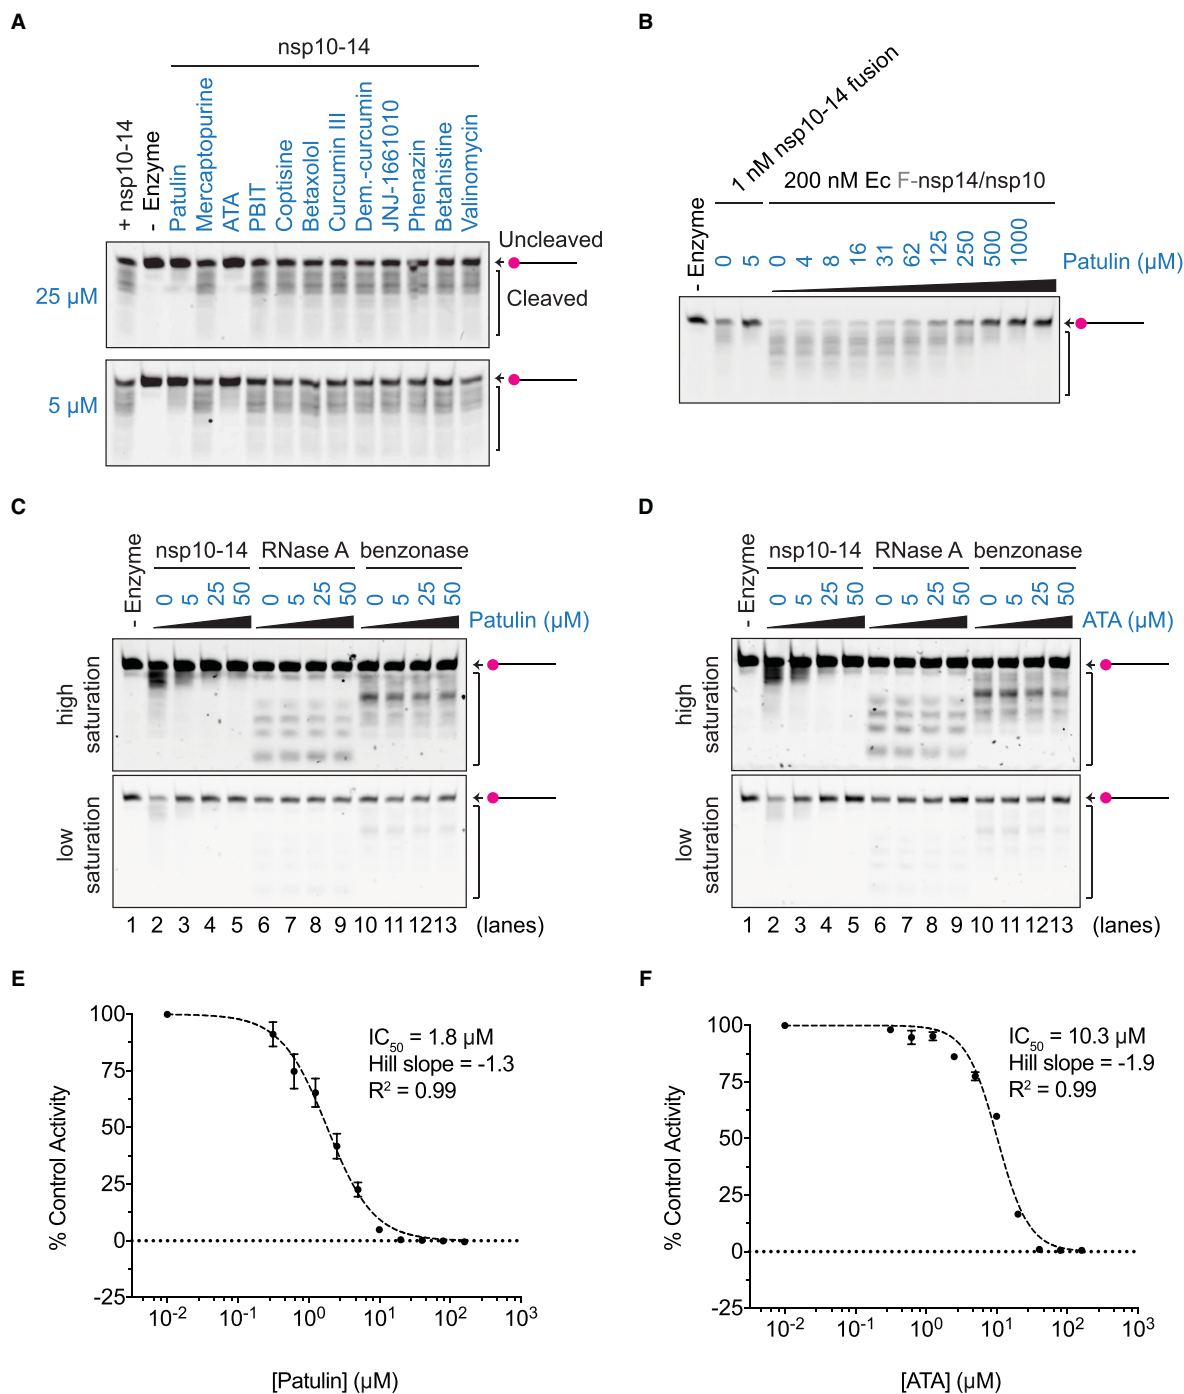 A
nsp10-14
+ nsp10-14
- Enzyme
Patulin
Mercaptopurine
ATA
PBIT
Coptisine
Betaxolol
Curcumin III
Dem.-curcumin
JNJ-1661010
Phenazin
Betahistine
Valinomycin
25 µM
5 µM
Uncleaved
Cleaved
B
- Enzyme
1 nM nsp10-14 fusion
200 nM Ec F-nsp14/nsp10
0 5 0 4 8 16 31 62 125 250 500 1000
Patulin (µM)
C
- Enzyme
nsp10-14 RNase A benzonase
0 5 25 50 0 5 25 50 0 5 25 50
Patulin (µM)
high
saturation
low
saturation
1 2 3 4 5 6 7 8 9 10 11 12 13 (lanes)
D
- Enzyme
nsp10-14 RNase A benzonase
0 5 25 50 0 5 25 50 0 5 25 50
ATA (µM)
high
saturation
low
saturation
1 2 3 4 5 6 7 8 9 10 11 12 13 (lanes)
E
% Control Activity
100
75
50
25
0
-25
IC50 = 1.8 µM
Hill slope = -1.3
R2 = 0.99
10-2 10-1 100 101 102 103
[Patulin] (µM)
F
% Control Activity
100
75
50
25
0
-25
IC50 = 10.3 µM
Hill slope = -1.9
R2 = 0.99
10-2 10-1 100 101 102 103
[ATA] (µM)